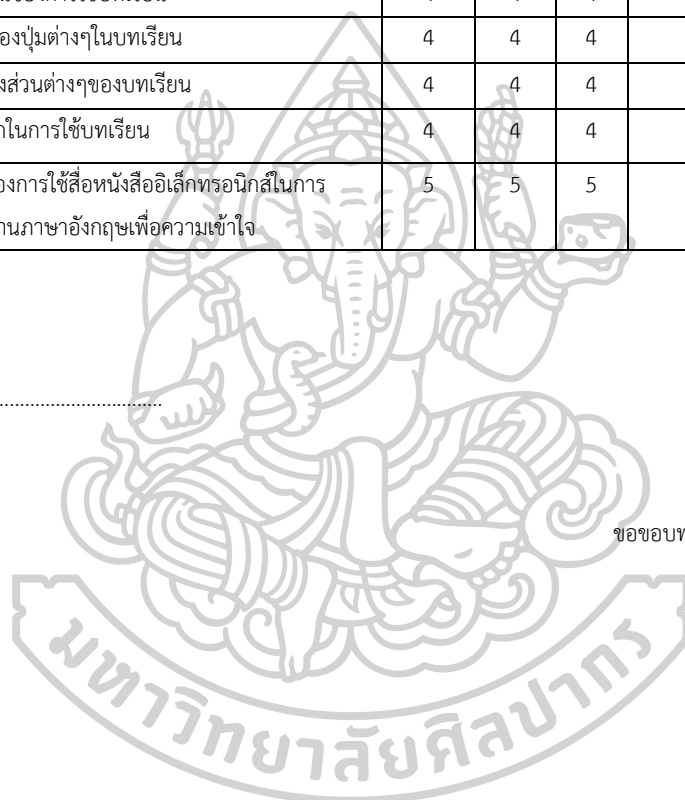 องปุ่มต่างๆในบทเรียน 4 4 4
งส่วนต่างๆของบทเรียน 4 4 4
ในการใช้บทเรียน 4 4 4
องการใช้สื่อหนังสืออิเล็กทรอนิกส์ในการ 5 5 5
านภาษาอังกฤษเพื่อความเข้าใจ
................................
ขอขอบ
มหาวิทยาลัยศิลปากร